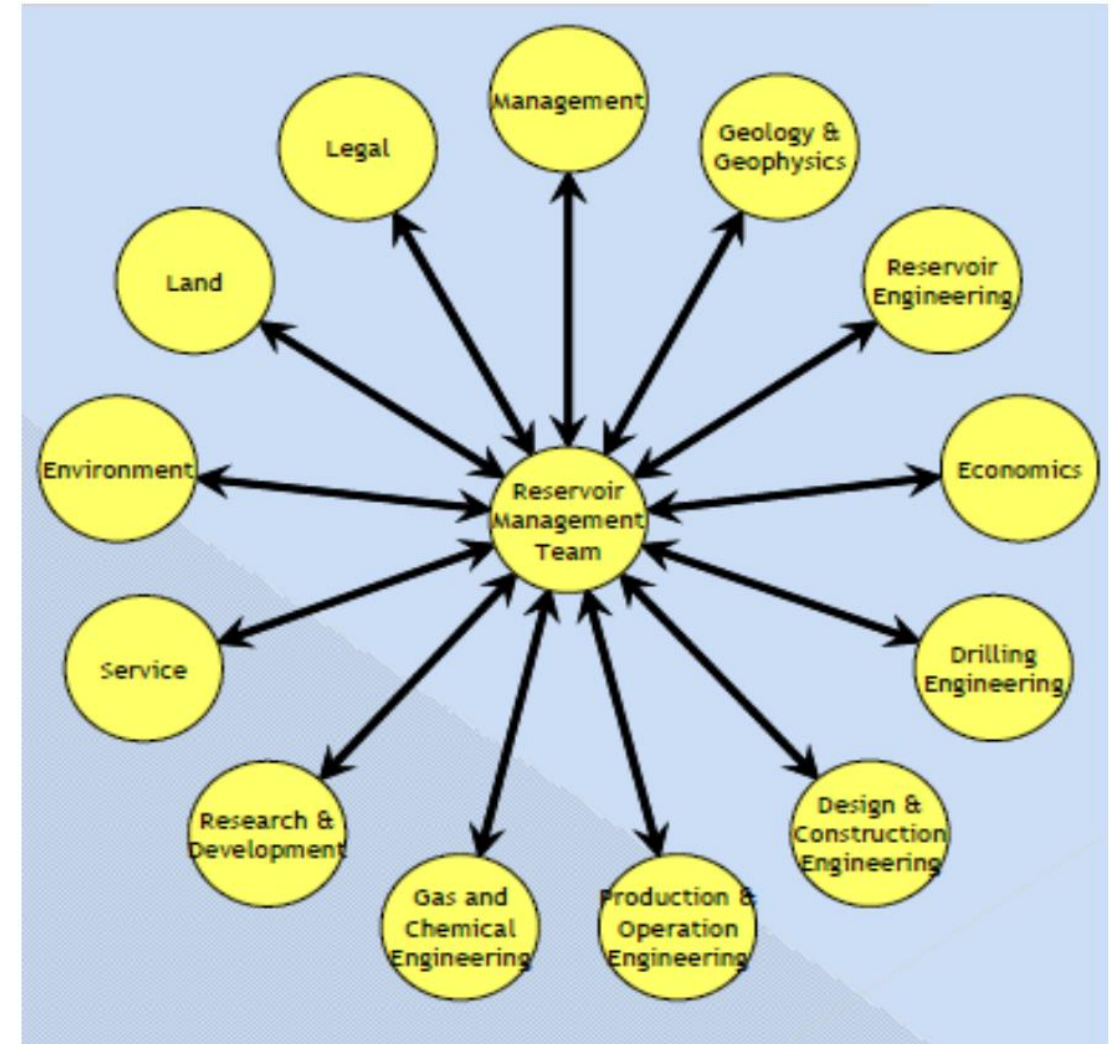 Management
Geology &
Geophysics
Reservoir
Engineering
Economics
Drilling
Engineering
Design &
Construction
Engineering
Production &
Operation
Engineering
Gas and
Chemical
Engineering
Research &
Development
Service
Environment
Land
Legal
Reservoir
Management
Team